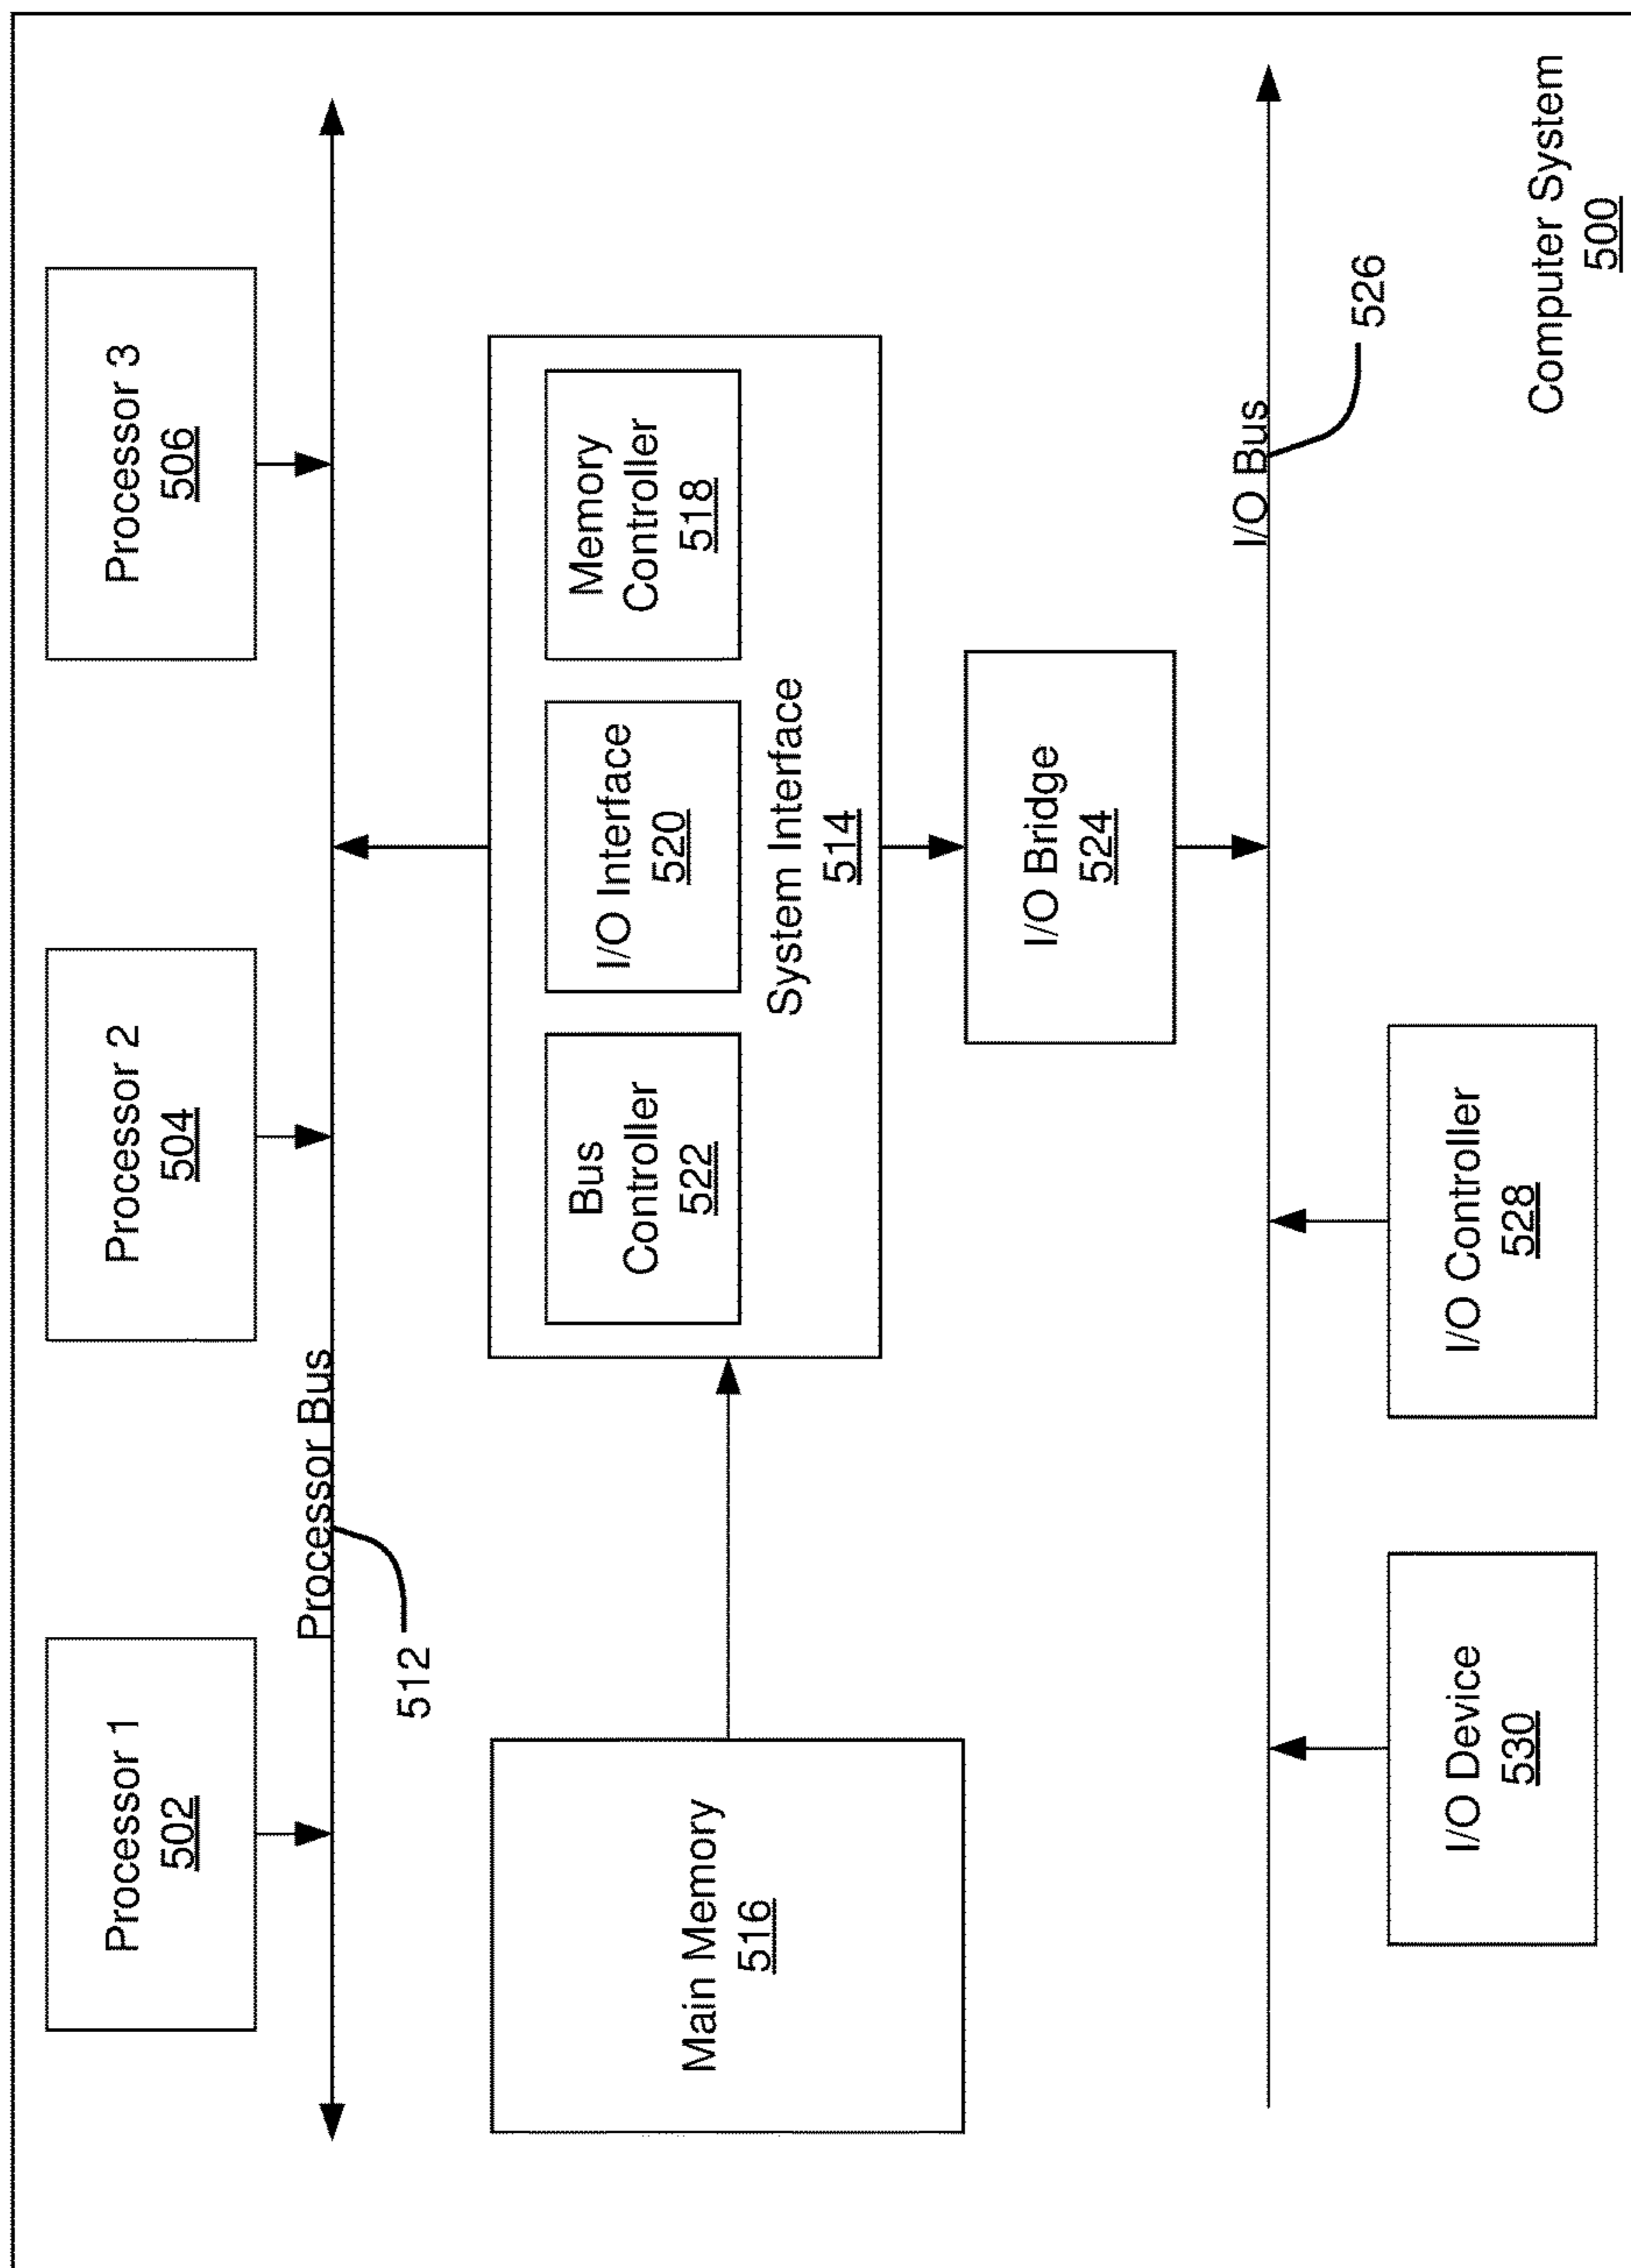 Processor 1
502
Processor 2
504
Processor 3
506
Processor Bus
512
Main Memory
516
Bus
Controller
522
I/O Interface
520
Memory
Controller
518
System Interface
514
I/O Bridge
524
I/O Bus
526
I/O Device
530
I/O Controller
528
Computer System
500